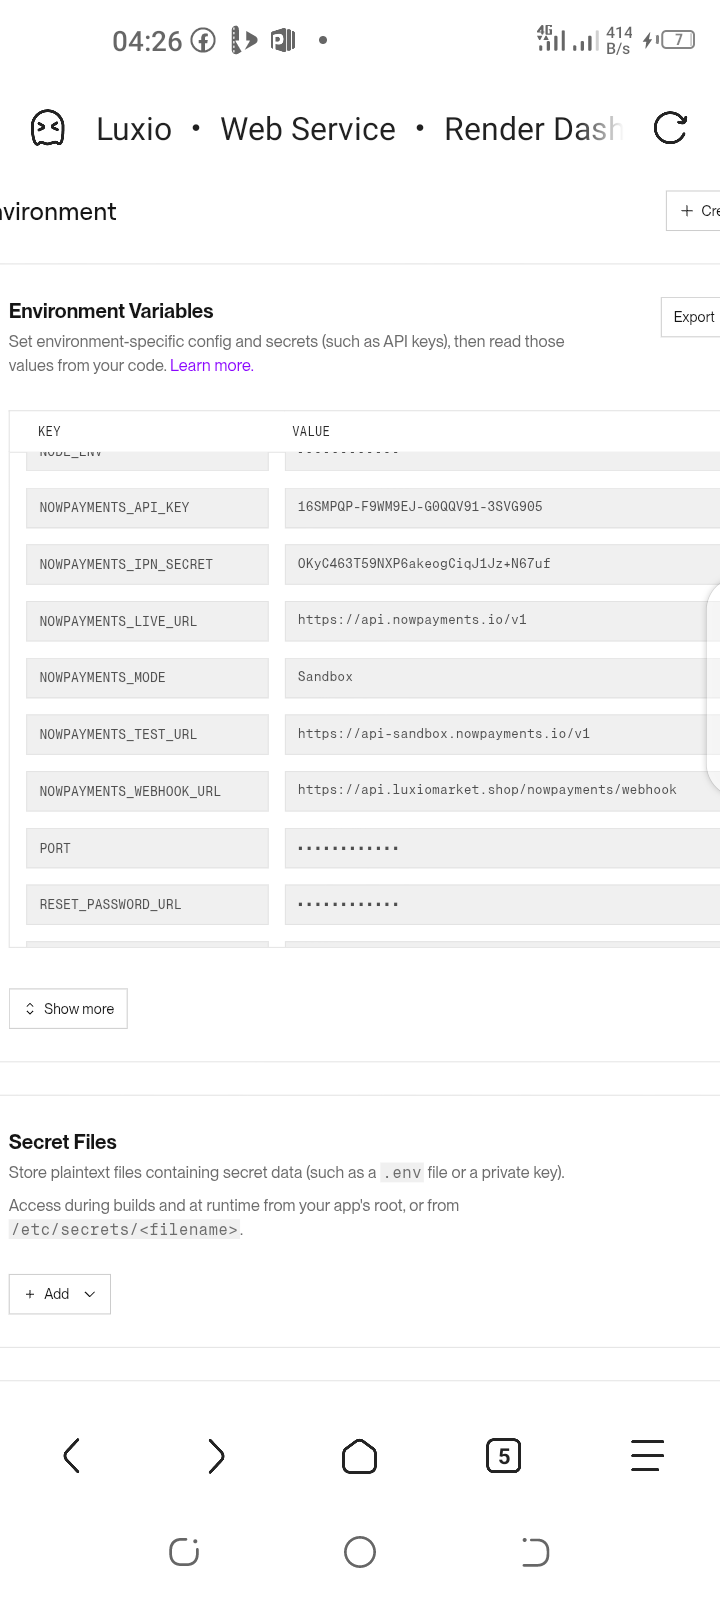 04:26
4G
414
B/s
7
Luxio • Web Service • Render Dash
nvironment
+ Cre
Environment Variables
Export
Set environment-specific config and secrets (such as API keys), then read those
values from your code. Learn more.
KEY VALUE
NODE_ENV ••••••••••••
NOWPAYMENTS_API_KEY 16SMPQP-F9WM9EJ-G0QQV91-3SVG905
NOWPAYMENTS_IPN_SECRET OKyC463T59NXP6akeogCiqJ1Jz+N67uf
NOWPAYMENTS_LIVE_URL https://api.nowpayments.io/v1
NOWPAYMENTS_MODE Sandbox
NOWPAYMENTS_TEST_URL https://api-sandbox.nowpayments.io/v1
NOWPAYMENTS_WEBHOOK_URL https://api.luxiomarket.shop/nowpayments/webhook
PORT ••••••••••••
RESET_PASSWORD_URL ••••••••••••
Show more
Secret Files
Store plaintext files containing secret data (such as a .env file or a private key).
Access during builds and at runtime from your app's root, or from
/etc/secrets/<filename>.
+ Add
5